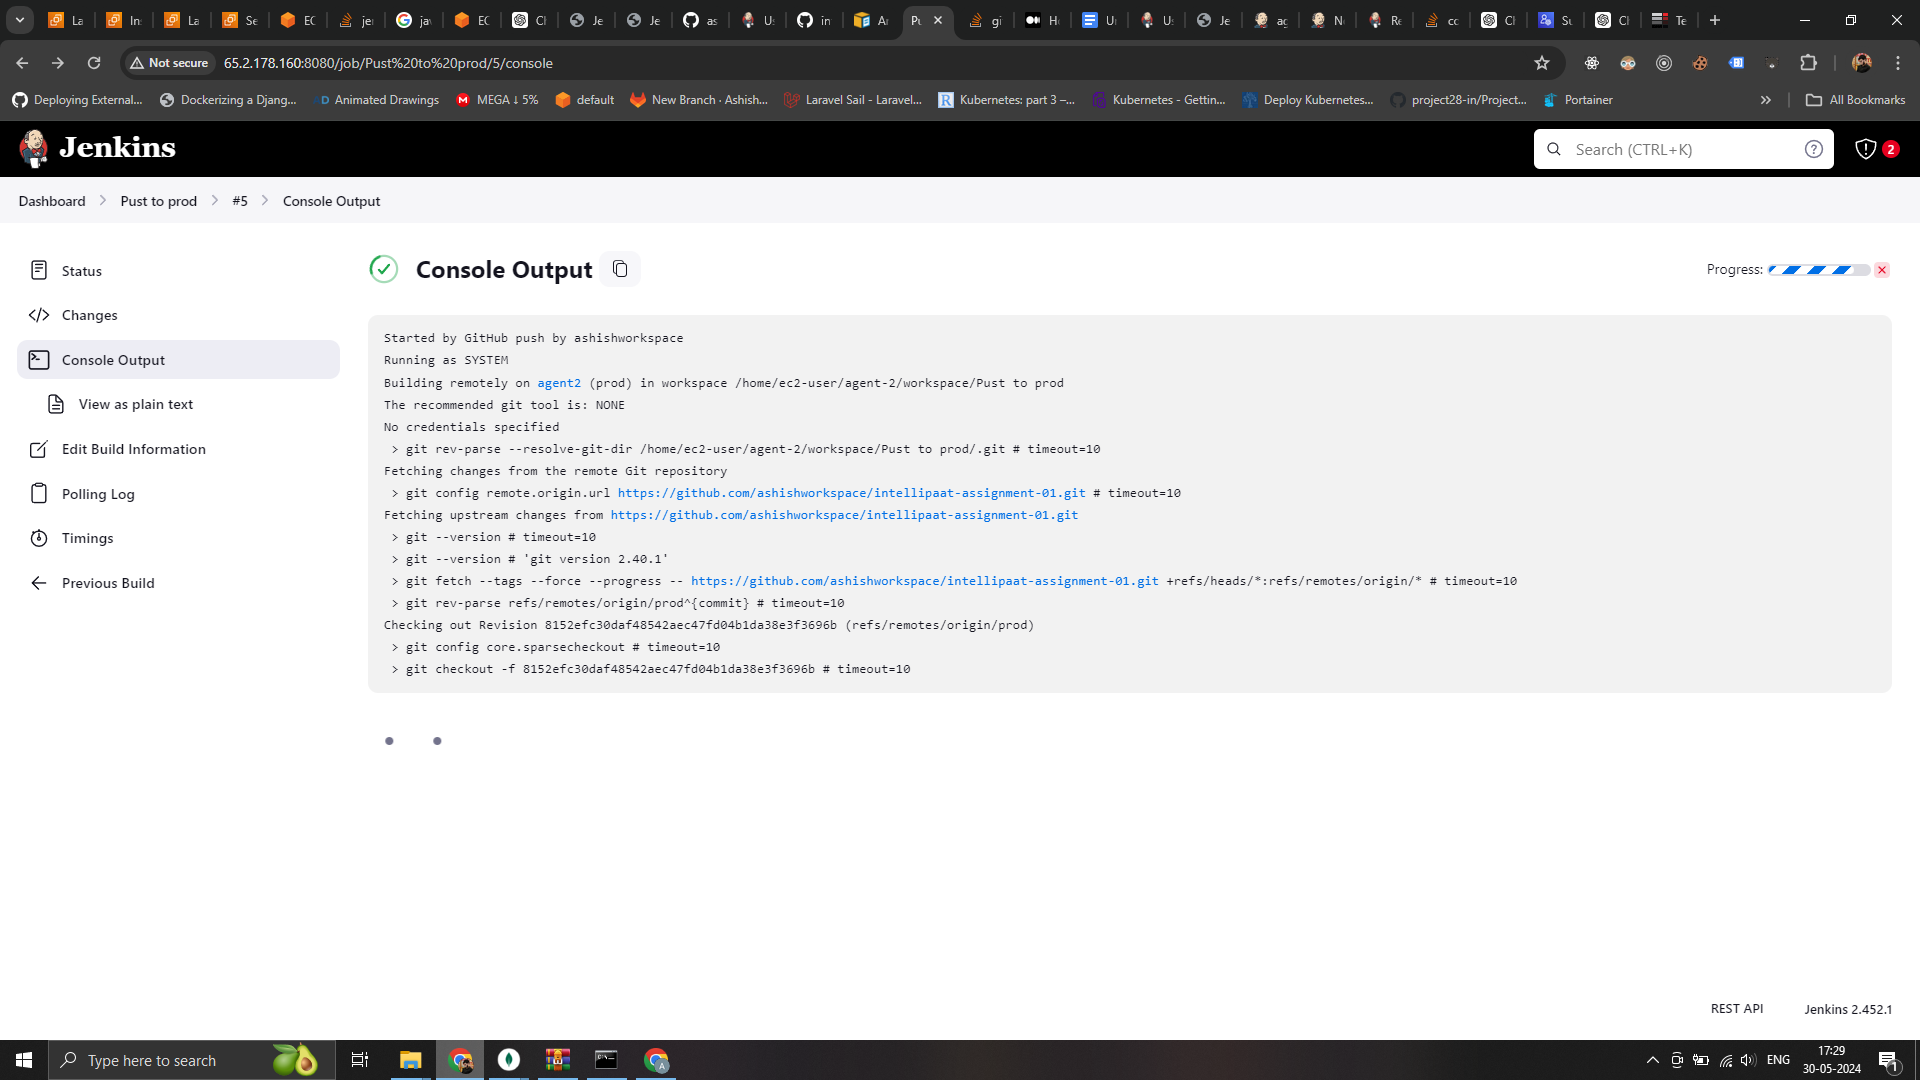 La
In
La
Se
EC
jer
jav
EC
Cl
Je
Je
as
Us
in
Ar
Pu
gi
H
Ur
Us
Je
ag
N
Re
cc
Cl
Su
Cl
Te
Not secure
65.2.178.160:8080/job/Pust%20to%20prod/5/console
Deploying External...
Dockerizing a Djang...
Animated Drawings
MEGA ↓ 5%
default
New Branch · Ashish...
Laravel Sail - Laravel...
Kubernetes: part 3 –...
Kubernetes - Gettin...
Deploy Kubernetes...
project28-in/Project...
Portainer
All Bookmarks
Jenkins
Search (CTRL+K)
2
Dashboard > Pust to prod > #5 > Console Output
Status
Changes
Console Output
View as plain text
Edit Build Information
Polling Log
Timings
Previous Build
Console Output
Progress:
Started by GitHub push by ashishworkspace
Running as SYSTEM
Building remotely on agent2 (prod) in workspace /home/ec2-user/agent-2/workspace/Pust to prod
The recommended git tool is: NONE
No credentials specified
> git rev-parse --resolve-git-dir /home/ec2-user/agent-2/workspace/Pust to prod/.git # timeout=10
Fetching changes from the remote Git repository
> git config remote.origin.url https://github.com/ashishworkspace/intellipaat-assignment-01.git # timeout=10
Fetching upstream changes from https://github.com/ashishworkspace/intellipaat-assignment-01.git
> git --version # timeout=10
> git --version # 'git version 2.40.1'
> git fetch --tags --force --progress -- https://github.com/ashishworkspace/intellipaat-assignment-01.git +refs/heads/*:refs/remotes/origin/* # timeout=10
> git rev-parse refs/remotes/origin/prod^{commit} # timeout=10
Checking out Revision 8152efc30daf48542aec47fd04b1da38e3f3696b (refs/remotes/origin/prod)
> git config core.sparsecheckout # timeout=10
> git checkout -f 8152efc30daf48542aec47fd04b1da38e3f3696b # timeout=10
REST API
Jenkins 2.452.1
Type here to search
ENG
17:29
30-05-2024
1